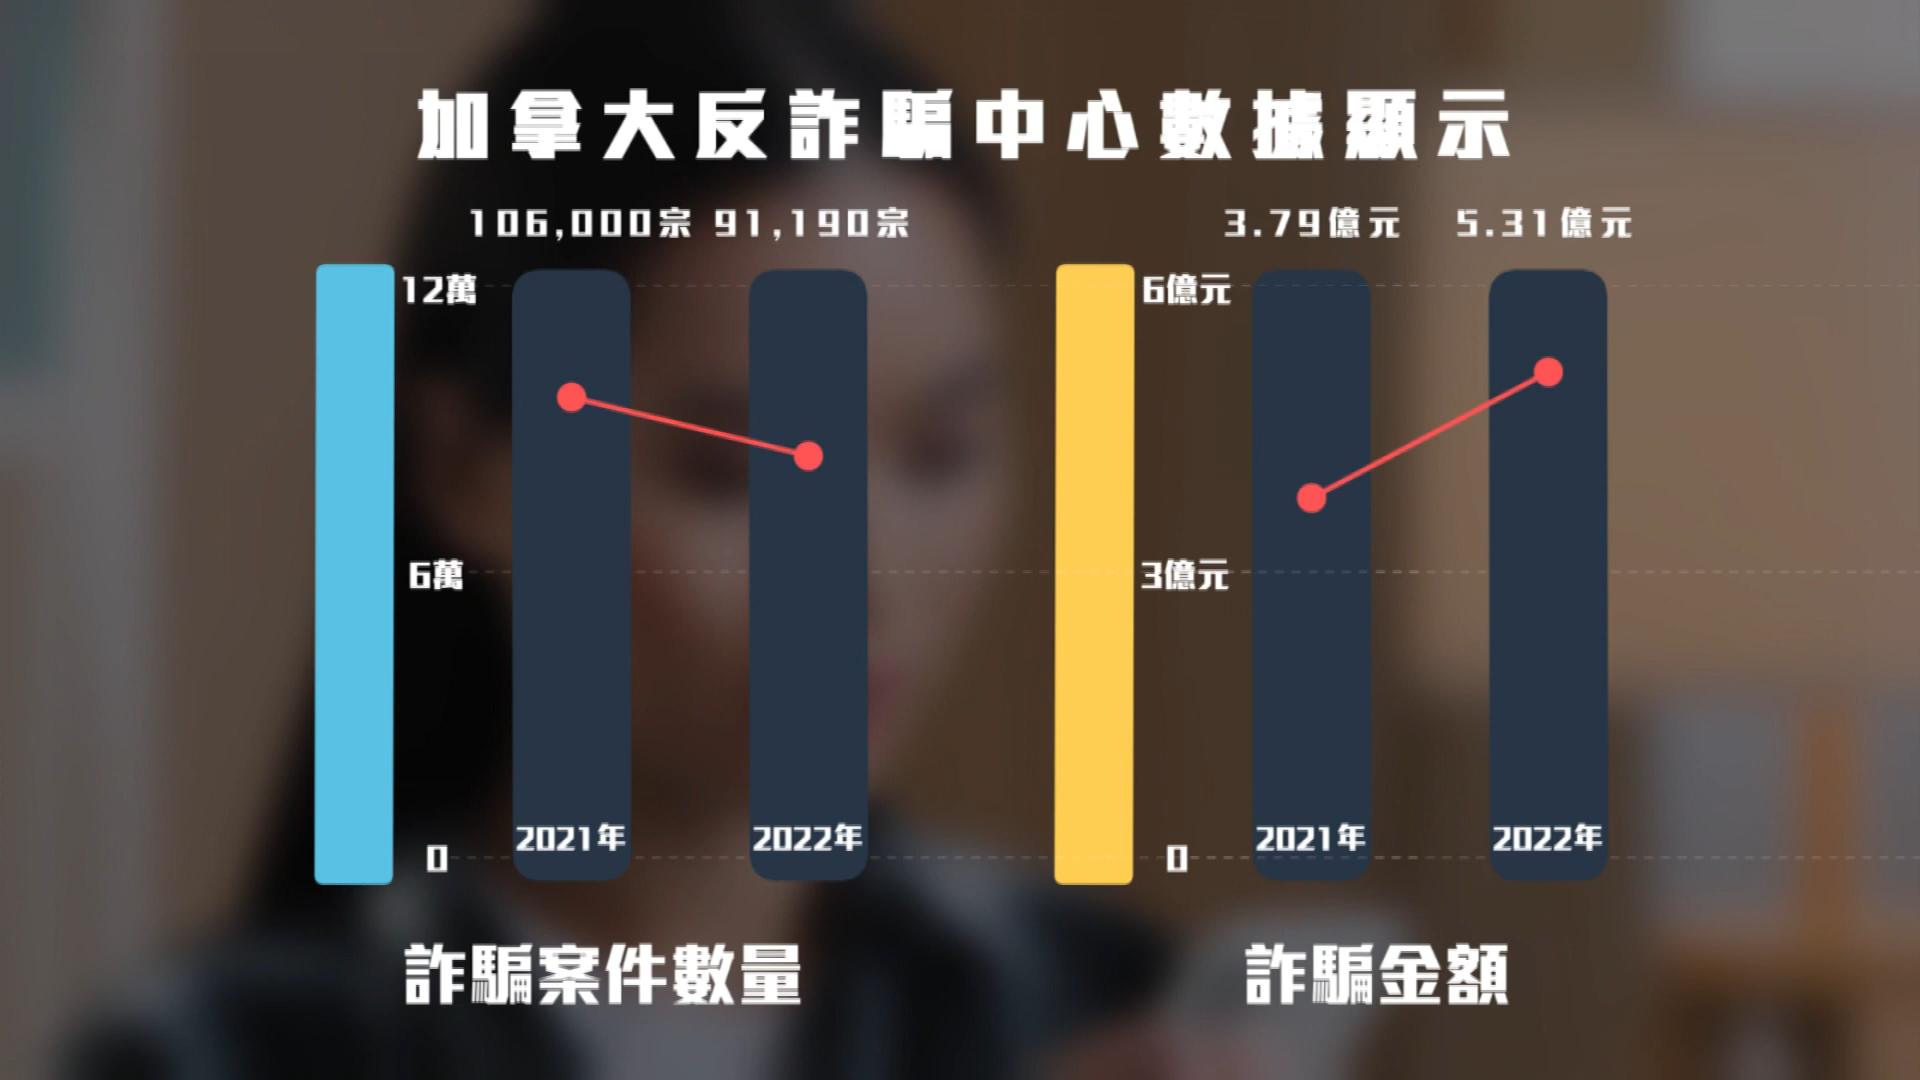 加拿大反詐騙中心數據顯示
106,000宗 91,190宗
12萬
6萬
0
2021年 2022年
詐騙案件數量
3.79億元 5.31億元
6億元
3億元
0
2021年 2022年
詐騙金額